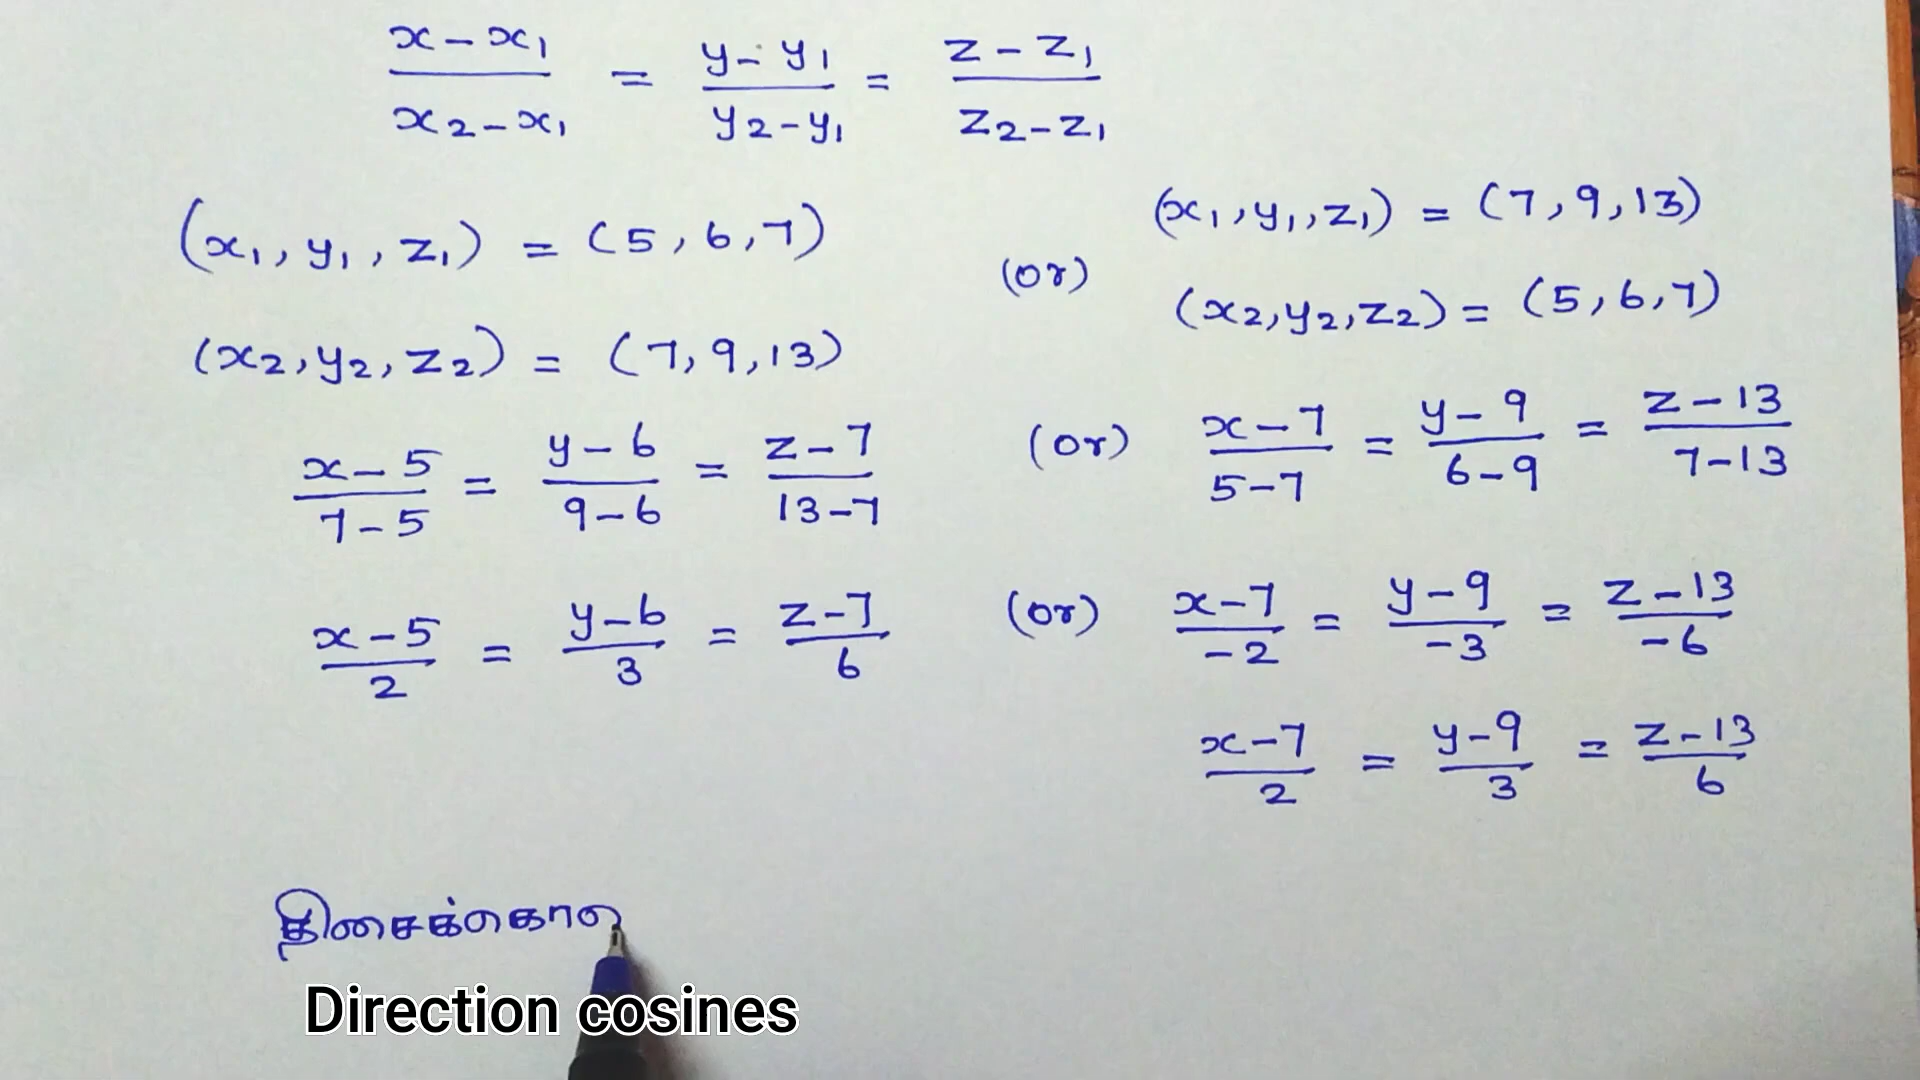 x - x₁ / x₂ - x₁ = y - y₁ / y₂ - y₁ = z - z₁ / z₂ - z₁
(x₁, y₁, z₁) = (5, 6, 7)
(x₂, y₂, z₂) = (7, 9, 13)
(or)
(x₁, y₁, z₁) = (7, 9, 13)
(x₂, y₂, z₂) = (5, 6, 7)
x - 5 / 7 - 5 = y - 6 / 9 - 6 = z - 7 / 13 - 7 (or) x - 7 / 5 - 7 = y - 9 / 6 - 9 = z - 13 / 7 - 13
x - 5 / 2 = y - 6 / 3 = z - 7 / 6 (or) x - 7 / -2 = y - 9 / -3 = z - 13 / -6
x - 7 / 2 = y - 9 / 3 = z - 13 / 6
Direction cosines